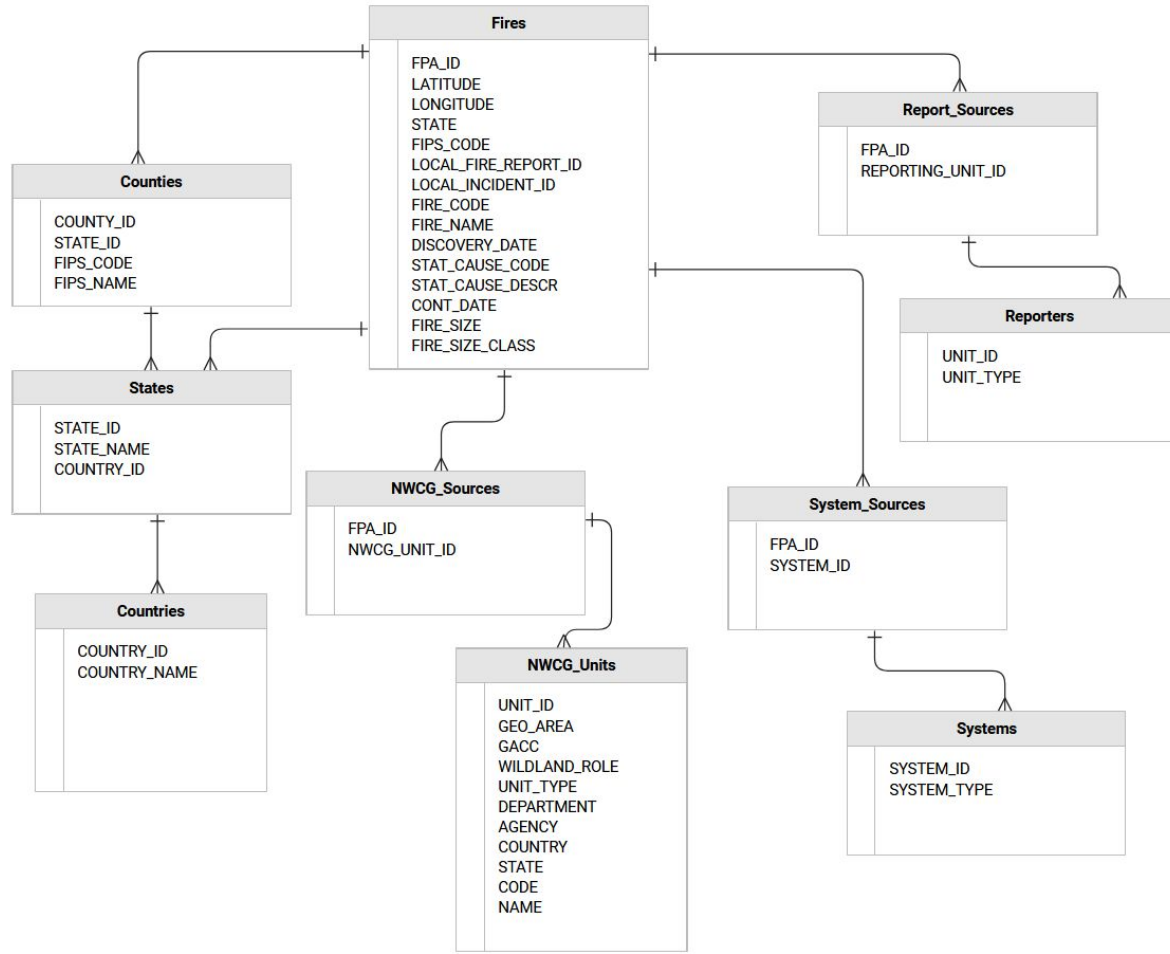 Fires
FPA_ID
LATITUDE
LONGITUDE
STATE
FIPS_CODE
LOCAL_FIRE_REPORT_ID
LOCAL_INCIDENT_ID
FIRE_CODE
FIRE_NAME
DISCOVERY_DATE
STAT_CAUSE_CODE
STAT_CAUSE_DESCR
CONT_DATE
FIRE_SIZE
FIRE_SIZE_CLASS
Report_Sources
FPA_ID
REPORTING_UNIT_ID
Counties
COUNTY_ID
STATE_ID
FIPS_CODE
FIPS_NAME
Reporters
UNIT_ID
UNIT_TYPE
States
STATE_ID
STATE_NAME
COUNTRY_ID
NWCG_Sources
FPA_ID
NWCG_UNIT_ID
System_Sources
FPA_ID
SYSTEM_ID
Countries
COUNTRY_ID
COUNTRY_NAME
NWCG_Units
UNIT_ID
GEO_AREA
GACC
WILDLAND_ROLE
UNIT_TYPE
DEPARTMENT
AGENCY
COUNTRY
STATE
CODE
NAME
Systems
SYSTEM_ID
SYSTEM_TYPE